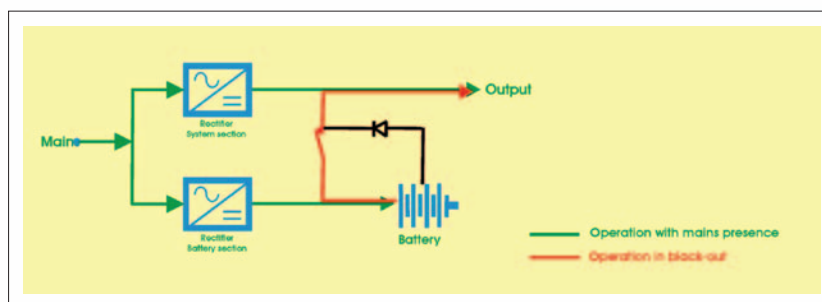 Rectifier
System section
Output
Mains
Rectifier
Battery section
Battery
Operation with mains presence
Operation in black-out